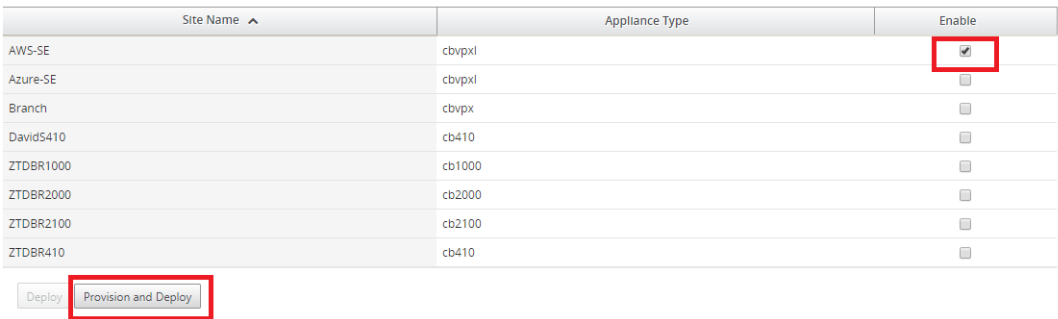 Site Name Appliance Type Enable
AWS-SE cbvpxl
Azure-SE cbvpxl
Branch cbvpx
DavidS410 cb410
ZTDBR1000 cb1000
ZTDBR2000 cb2000
ZTDBR2100 cb2100
ZTDBR410 cb410
Deploy Provision and Deploy